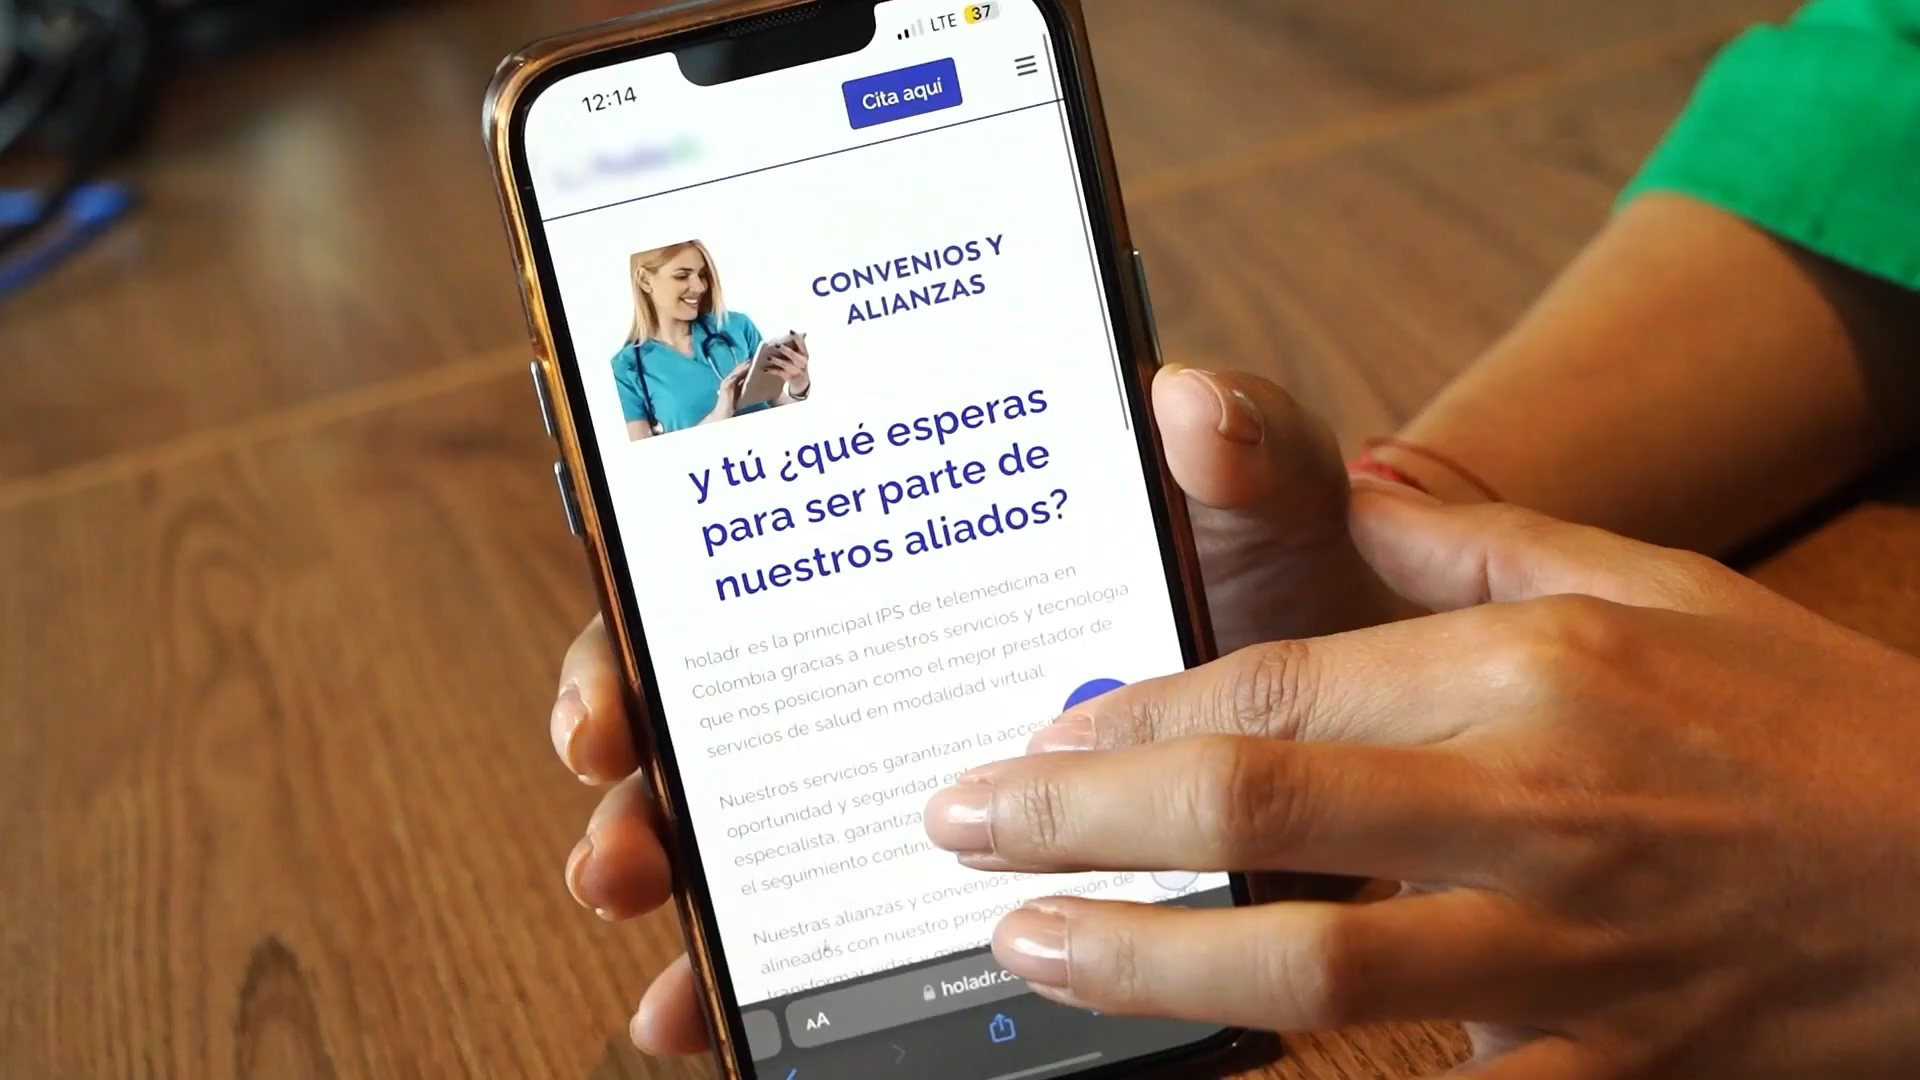 12:14
LTE 37
Cita aquí
CONVENIOS Y
ALIANZAS
y tú ¿qué esperas
para ser parte de
nuestros aliados?
holadr es la prinicipal IPS de telemedicina en
Colombia gracias a nuestros servicios y tecnología
que nos posicionan como el mejor prestador de
servicios de salud en modalidad virtual
Nuestros servicios garantizan la
oportunidad y seguridad
especialista, garantiza
el seguimiento
Nuestras alianzas y convenios
alineados con nuestro
transformar vidas y
AA holadr.c